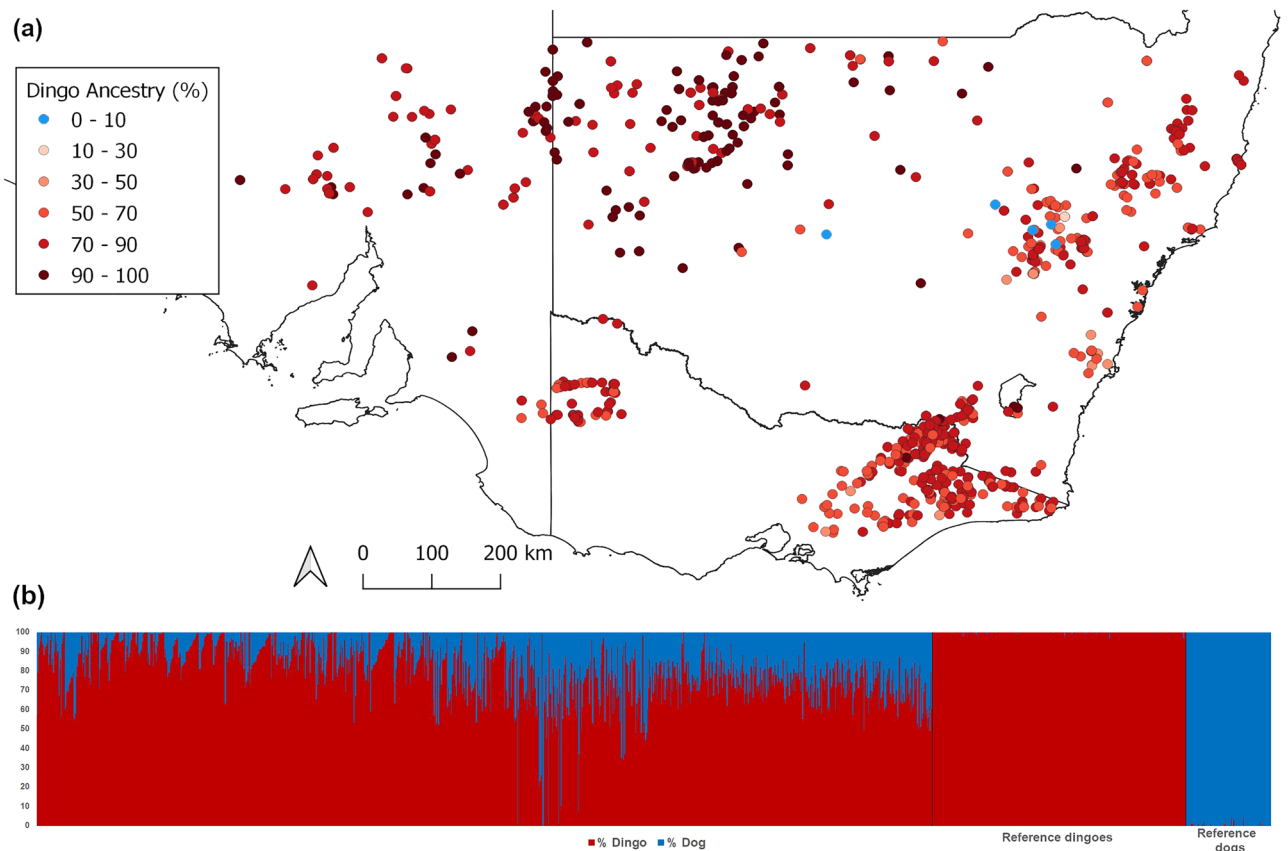 (a)
Dingo Ancestry (%)
0 - 10
10 - 30
30 - 50
50 - 70
70 - 90
90 - 100
0 100 200 km
(b)
100
90
80
70
60
50
40
30
20
10
0
% Dingo % Dog
Reference dingoes
Reference
dogs